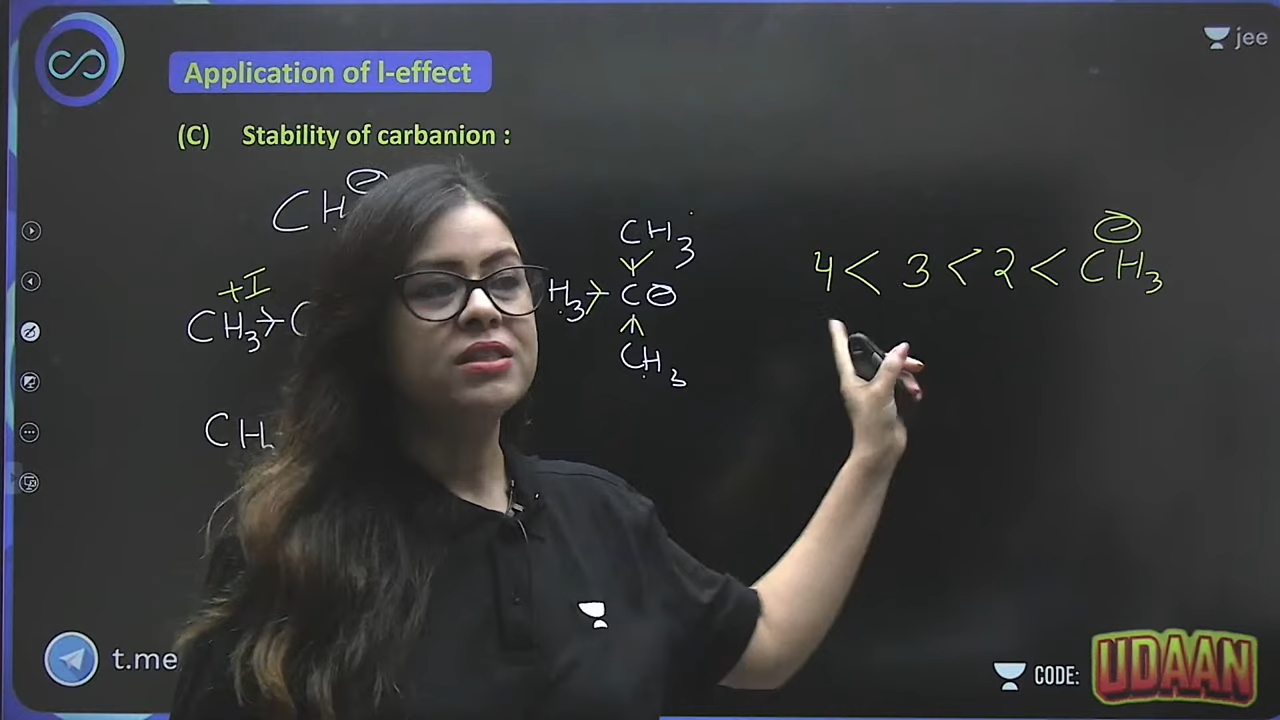 jee
Application of I-effect
(C) Stability of carbanion :
CH
⊖
+I
CH3
CH
CH3
H3 C⊖
CH3
⊖
4 < 3 < 2 < CH3
t.me
CODE: UDAAN